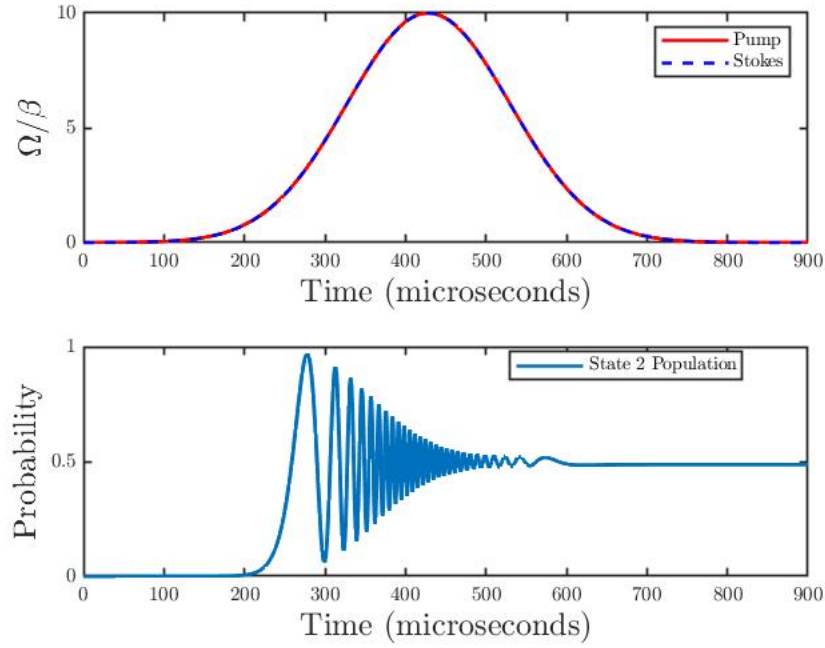 10
5
0
Ω/β
Pump
Stokes
0 100 200 300 400 500 600 700 800 900
Time (microseconds)
1
0.5
0
Probability
State 2 Population
0 100 200 300 400 500 600 700 800 900
Time (microseconds)